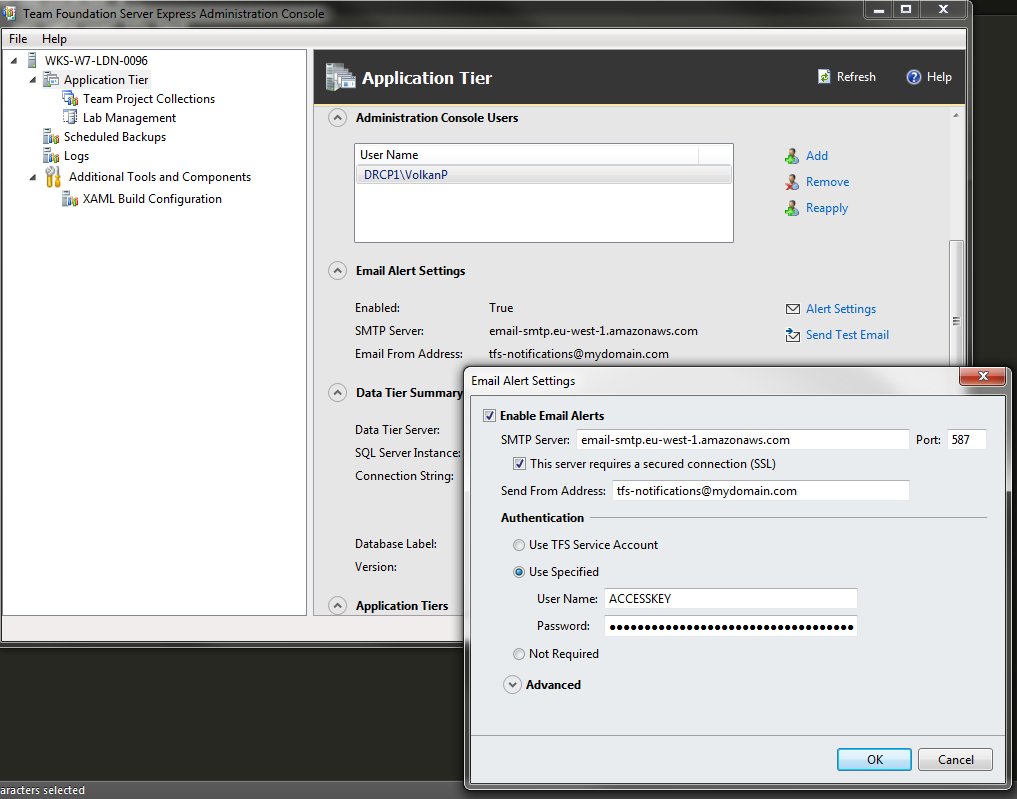 Team Foundation Server Express Administration Console
File Help
WKS-W7-LDN-0096
Application Tier
Team Project Collections
Lab Management
Scheduled Backups
Logs
Additional Tools and Components
XAML Build Configuration
Application Tier
Refresh
Help
Administration Console Users
User Name
DRCP1\VolkanP
Add
Remove
Reapply
Email Alert Settings
Enabled: True
SMTP Server: email-smtp.eu-west-1.amazonaws.com
Email From Address: tfs-notifications@mydomain.com
Alert Settings
Send Test Email
Data Tier Summary
Data Tier Server:
SQL Server Instance:
Connection String:
Database Label:
Version:
Application Tiers
Email Alert Settings
Enable Email Alerts
SMTP Server: email-smtp.eu-west-1.amazonaws.com Port: 587
This server requires a secured connection (SSL)
Send From Address: tfs-notifications@mydomain.com
Authentication
Use TFS Service Account
Use Specified
User Name: ACCESSKEY
Password: ●●●●●●●●●●●●●●●●●●●●●●●●●●●●●●●●●●●
Not Required
Advanced
OK Cancel
aracters selected